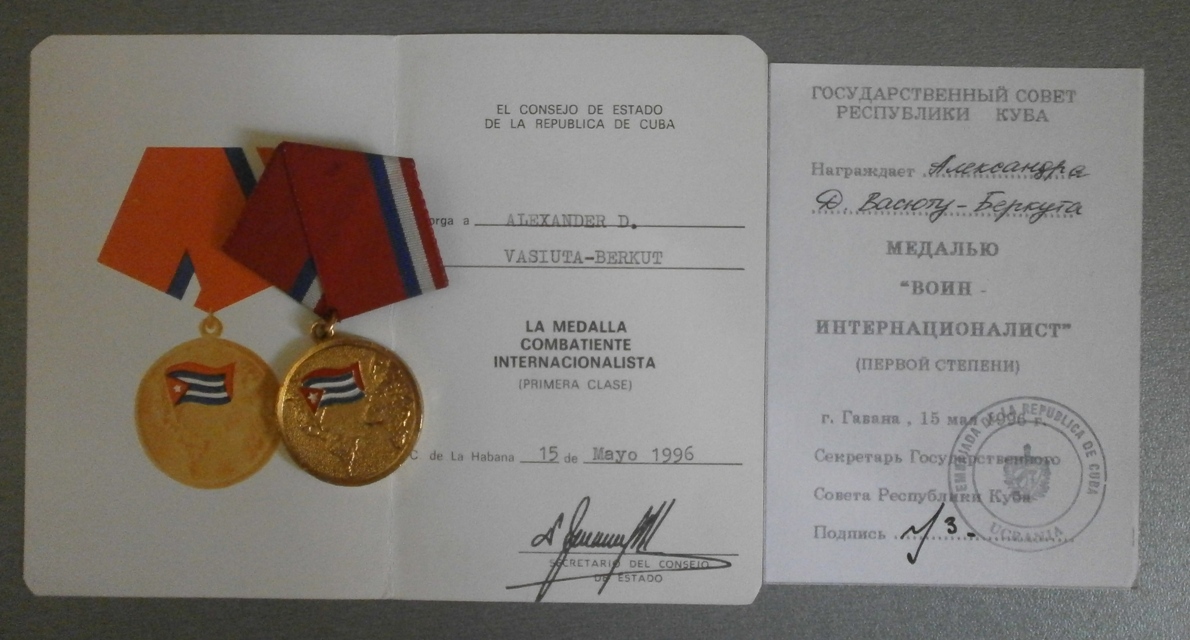 EL CONSEJO DE ESTADO
DE LA REPUBLICA DE CUBA
orga a ALEXANDER D.
VASIUTA-BERKUT
LA MEDALLA
COMBATIENTE
INTERNACIONALISTA
(PRIMERA CLASE)
C de La Habana 15 de Mayo 1996
SECRETARIO DEL CONSEJO
DE ESTADO
ГОСУДАРСТВЕННЫЙ СОВЕТ
РЕСПУБЛИКИ КУБА
Награждает Александра
Д. Васюту-Беркута
МЕДАЛЬЮ
"ВОИН -
ИНТЕРНАЦИОНАЛИСТ"
(ПЕРВОЙ СТЕПЕНИ)
г. Гавана , 15 мая 1996 г.
Секретарь Государственного
Совета Республики Куба
Подпись
EMBAJADA DE LA REPUBLICA DE CUBA
UCRANIA